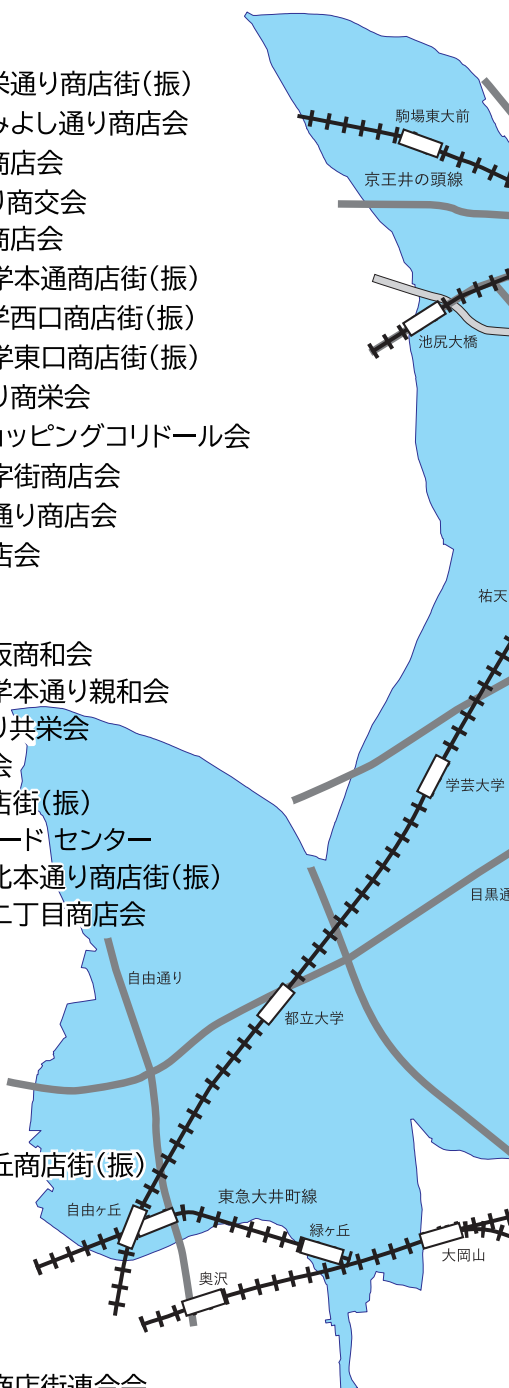 栄通り商店街(振)
みよし通り商店会
商店会
り商交会
商店会
学本通商店街(振)
学西口商店街(振)
学東口商店街(振)
り商栄会
ョッピングコリドール会
字街商店会
通り商店会
店会
坂商和会
学本通り親和会
り共栄会
会
店街(振)
ード センター
北本通り商店街(振)
二丁目商店会
丘商店街(振)
商店街連合会
駒場東大前
京王井の頭線
池尻大橋
祐天
学芸大学
目黒通
自由通り
都立大学
自由ヶ丘
東急大井町線
緑ヶ丘
大岡山
奥沢